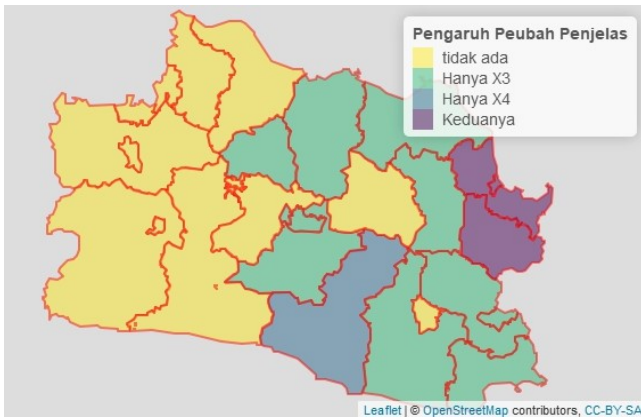 Pengaruh Peubah Penjelas
tidak ada
Hanya X3
Hanya X4
Keduanya
Leaflet | © OpenStreetMap contributors, CC-BY-SA